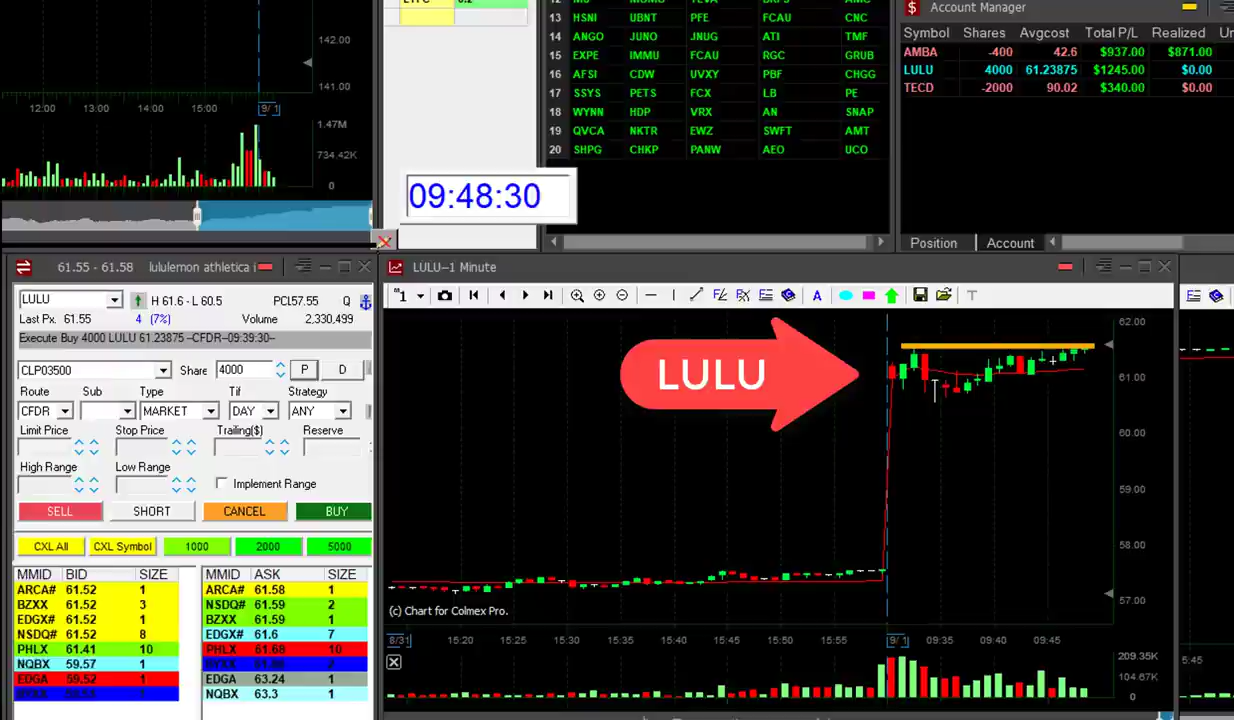 142.00
141.00
12:00 13:00 14:00 15:00 9/ 1
1.47M
734.42K
0
09:48:30
13 HSNI UBNT PFE FCAU CNC
14 ANGO JUNO JNUG ATI TMF
15 EXPE IMMU FCAU RGC GRUB
16 AFSI CDW UVXY PBF CHGG
17 SSYS PETS FCX LB PE
18 WYNN HDP VRX AN SNAP
19 QVCA NKTR EWZ SWFT AMT
20 SHPG CHKP PANW AEO UCO
Account Manager
Symbol Shares Avgcost Total P/L Realized
AMBA -400 42.6 $937.00 $871.00
LULU 4000 61.23875 $1245.00 $0.00
TECD -2000 90.02 $340.00 $0.00
Position Account
61.55 - 61.58 lululemon athletica i
LULU H 61.6 - L 60.5 PCL57.55 Q
Last Px. 61.55 4 (7%) Volume 2,330,499
Execute Buy 4000 LULU 61.23875 --CFDR--09:39:30--
CLP03500 Share 4000 P D
Route Sub Type Tif Strategy
CFDR MARKET DAY ANY
Limit Price Stop Price Trailing($) Reserve
High Range Low Range
Implement Range
SELL SHORT CANCEL BUY
CXL All CXL Symbol 1000 2000 5000
MMID BID SIZE MMID ASK SIZE
ARCA# 61.52 1 ARCA# 61.58 1
BZXX 61.52 3 NSDQ# 61.59 2
EDGX# 61.52 1 BZXX 61.59 1
NSDQ# 61.52 8 EDGX# 61.6 7
PHLX 61.41 10 PHLX 61.68 10
NQBX 59.57 1
EDGA 59.52 1 EDGA 63.24 1
NQBX 63.3 1
LULU--1 Minute
1 A T
LULU
62.00
61.00
60.00
59.00
58.00
57.00
(c) Chart for Colmex Pro.
8/31 15:20 15:25 15:30 15:35 15:40 15:45 15:50 15:55 9/ 1 09:35 09:40 09:45
209.35K
104.67K
0
5:45